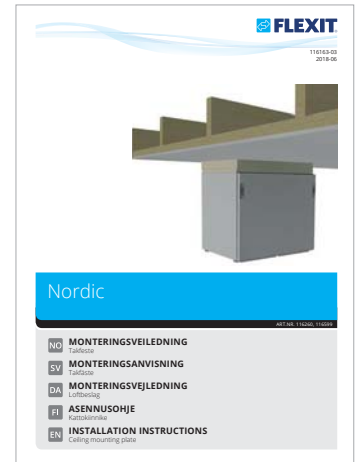 FLEXIT.
116163-03
2018-06
Nordic
ART.NR. 116260, 116599
NO MONTERINGSVEILEDNING
Takfeste
SV MONTERINGSANVISNING
Takfäste
DA MONTERINGSVEJLEDNING
Loftbeslag
FI ASENNUSOHJE
Kattokiinnike
EN INSTALLATION INSTRUCTIONS
Ceiling mounting plate